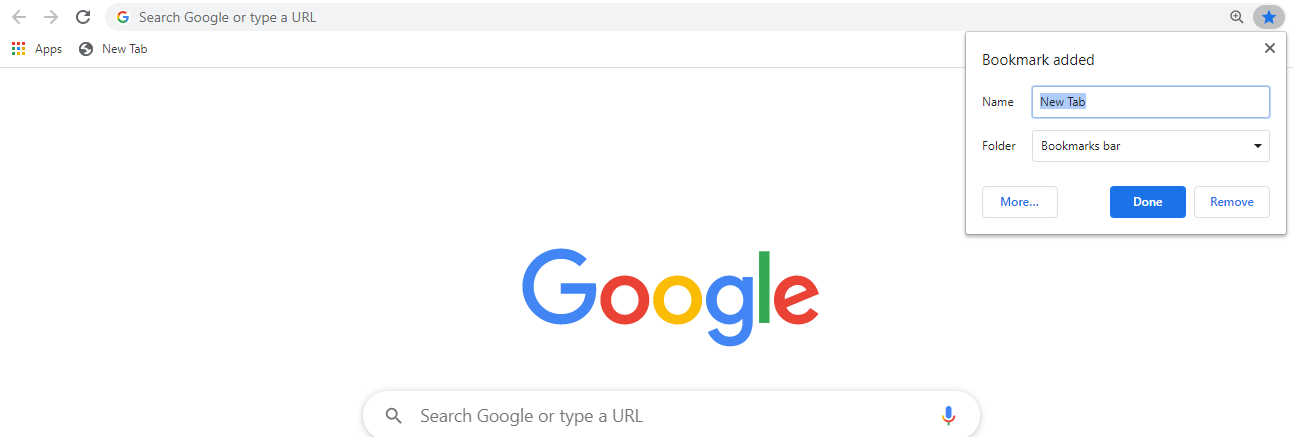 Search Google or type a URL
Apps New Tab
Bookmark added
Name New Tab
Folder Bookmarks bar
More... Done Remove
Google
Search Google or type a URL